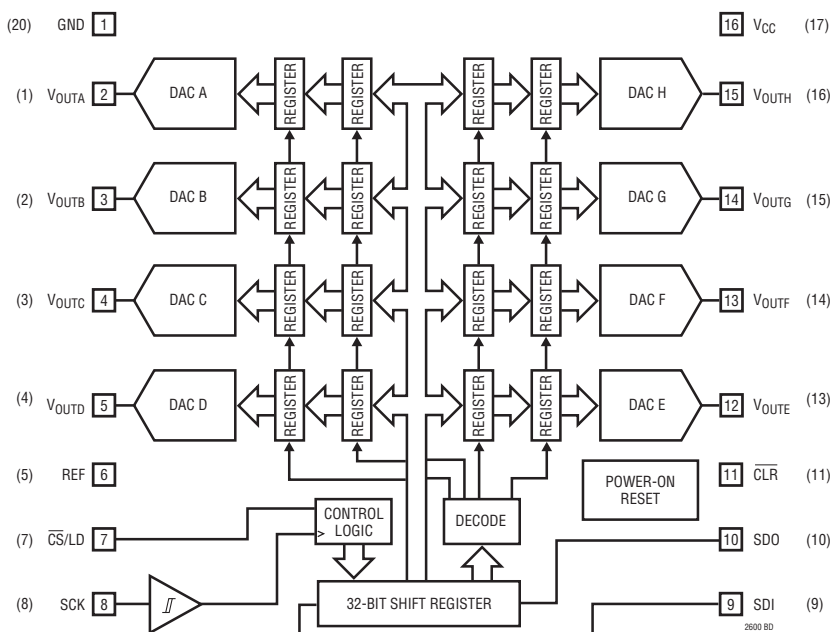 (20) GND 1
16 VCC (17)
(1) VOUTA 2 DAC A REGISTER REGISTER REGISTER REGISTER DAC H 15 VOUTH (16)
(2) VOUTB 3 DAC B REGISTER REGISTER REGISTER REGISTER DAC G 14 VOUTG (15)
(3) VOUTC 4 DAC C REGISTER REGISTER REGISTER REGISTER DAC F 13 VOUTF (14)
(4) VOUTD 5 DAC D REGISTER REGISTER REGISTER REGISTER DAC E 12 VOUTE (13)
(5) REF 6
POWER-ON
RESET
11 CLR (11)
(7) CS/LD 7
CONTROL
LOGIC
>
DECODE
10 SDO (10)
(8) SCK 8
32-BIT SHIFT REGISTER
9 SDI (9)
2600 BD